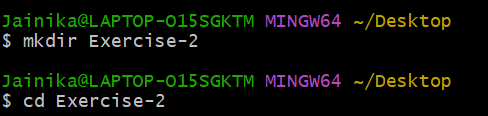 Jainika@LAPTOP-O15SGKTM MINGW64 ~/Desktop
$ mkdir Exercise-2
Jainika@LAPTOP-O15SGKTM MINGW64 ~/Desktop
$ cd Exercise-2